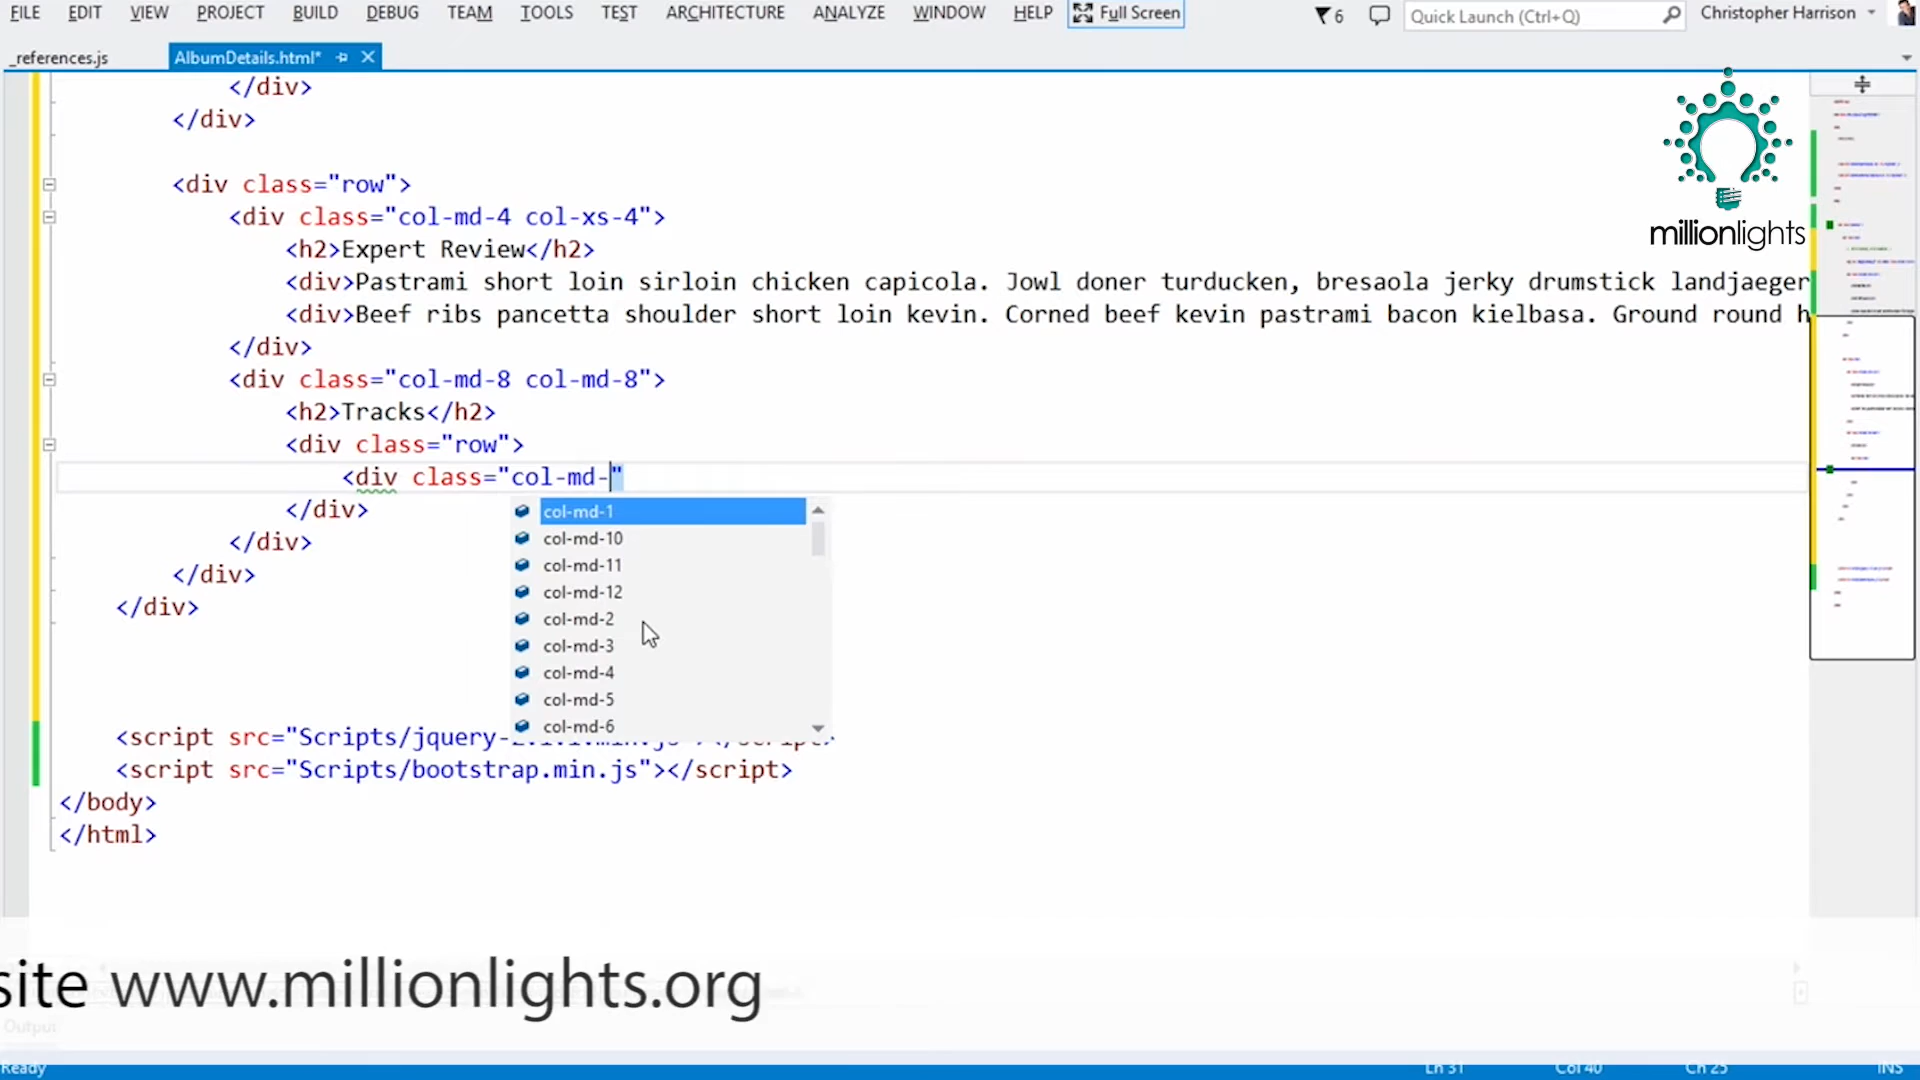 FILE EDIT VIEW PROJECT BUILD DEBUG TEAM TOOLS TEST ARCHITECTURE ANALYZE WINDOW HELP Full Screen 6 Quick Launch (Ctrl+Q) Christopher Harrison
_references.js AlbumDetails.html*
</div>
</div>
<div class="row">
<div class="col-md-4 col-xs-4">
<h2>Expert Review</h2>
<div>Pastrami short loin sirloin chicken capicola. Jowl doner turducken, bresaola jerky drumstick landjaeger
<div>Beef ribs pancetta shoulder short loin kevin. Corned beef kevin pastrami bacon kielbasa. Ground round h
</div>
<div class="col-md-8 col-md-8">
<h2>Tracks</h2>
<div class="row">
<div class="col-md-"
</div>
</div>
</div>
</div>
col-md-1
col-md-10
col-md-11
col-md-12
col-md-2
col-md-3
col-md-4
col-md-5
col-md-6
<script src="Scripts/jquery-
<script src="Scripts/bootstrap.min.js"></script>
</body>
</html>
millionlights
site www.millionlights.org
Output
Ready Ln 31 Col 40 Ch 25 INS